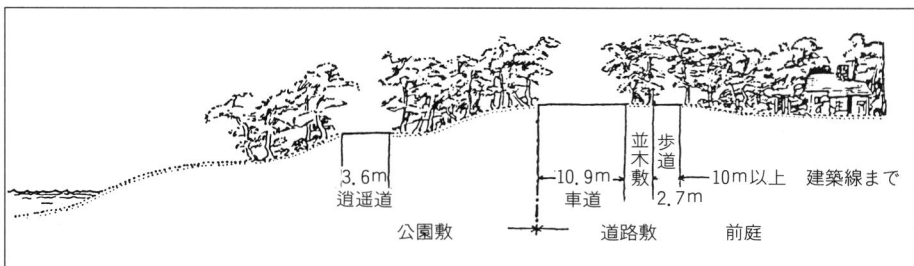 3.6m
逍遥道
10.9m
車道
並木敷
歩道
2.7m
10m以上 建築線まで
公園敷
道路敷
前庭